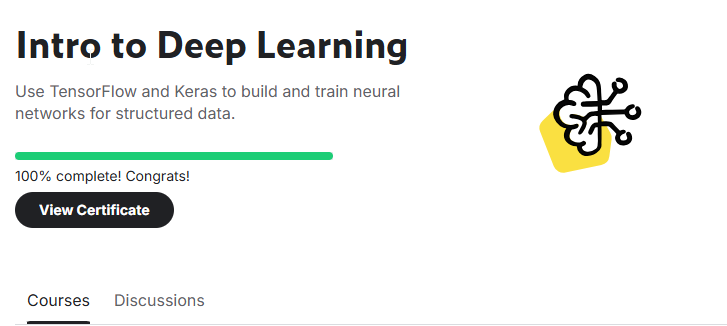 Intro to Deep Learning
Use TensorFlow and Keras to build and train neural
networks for structured data.
100% complete! Congrats!
View Certificate
Courses Discussions